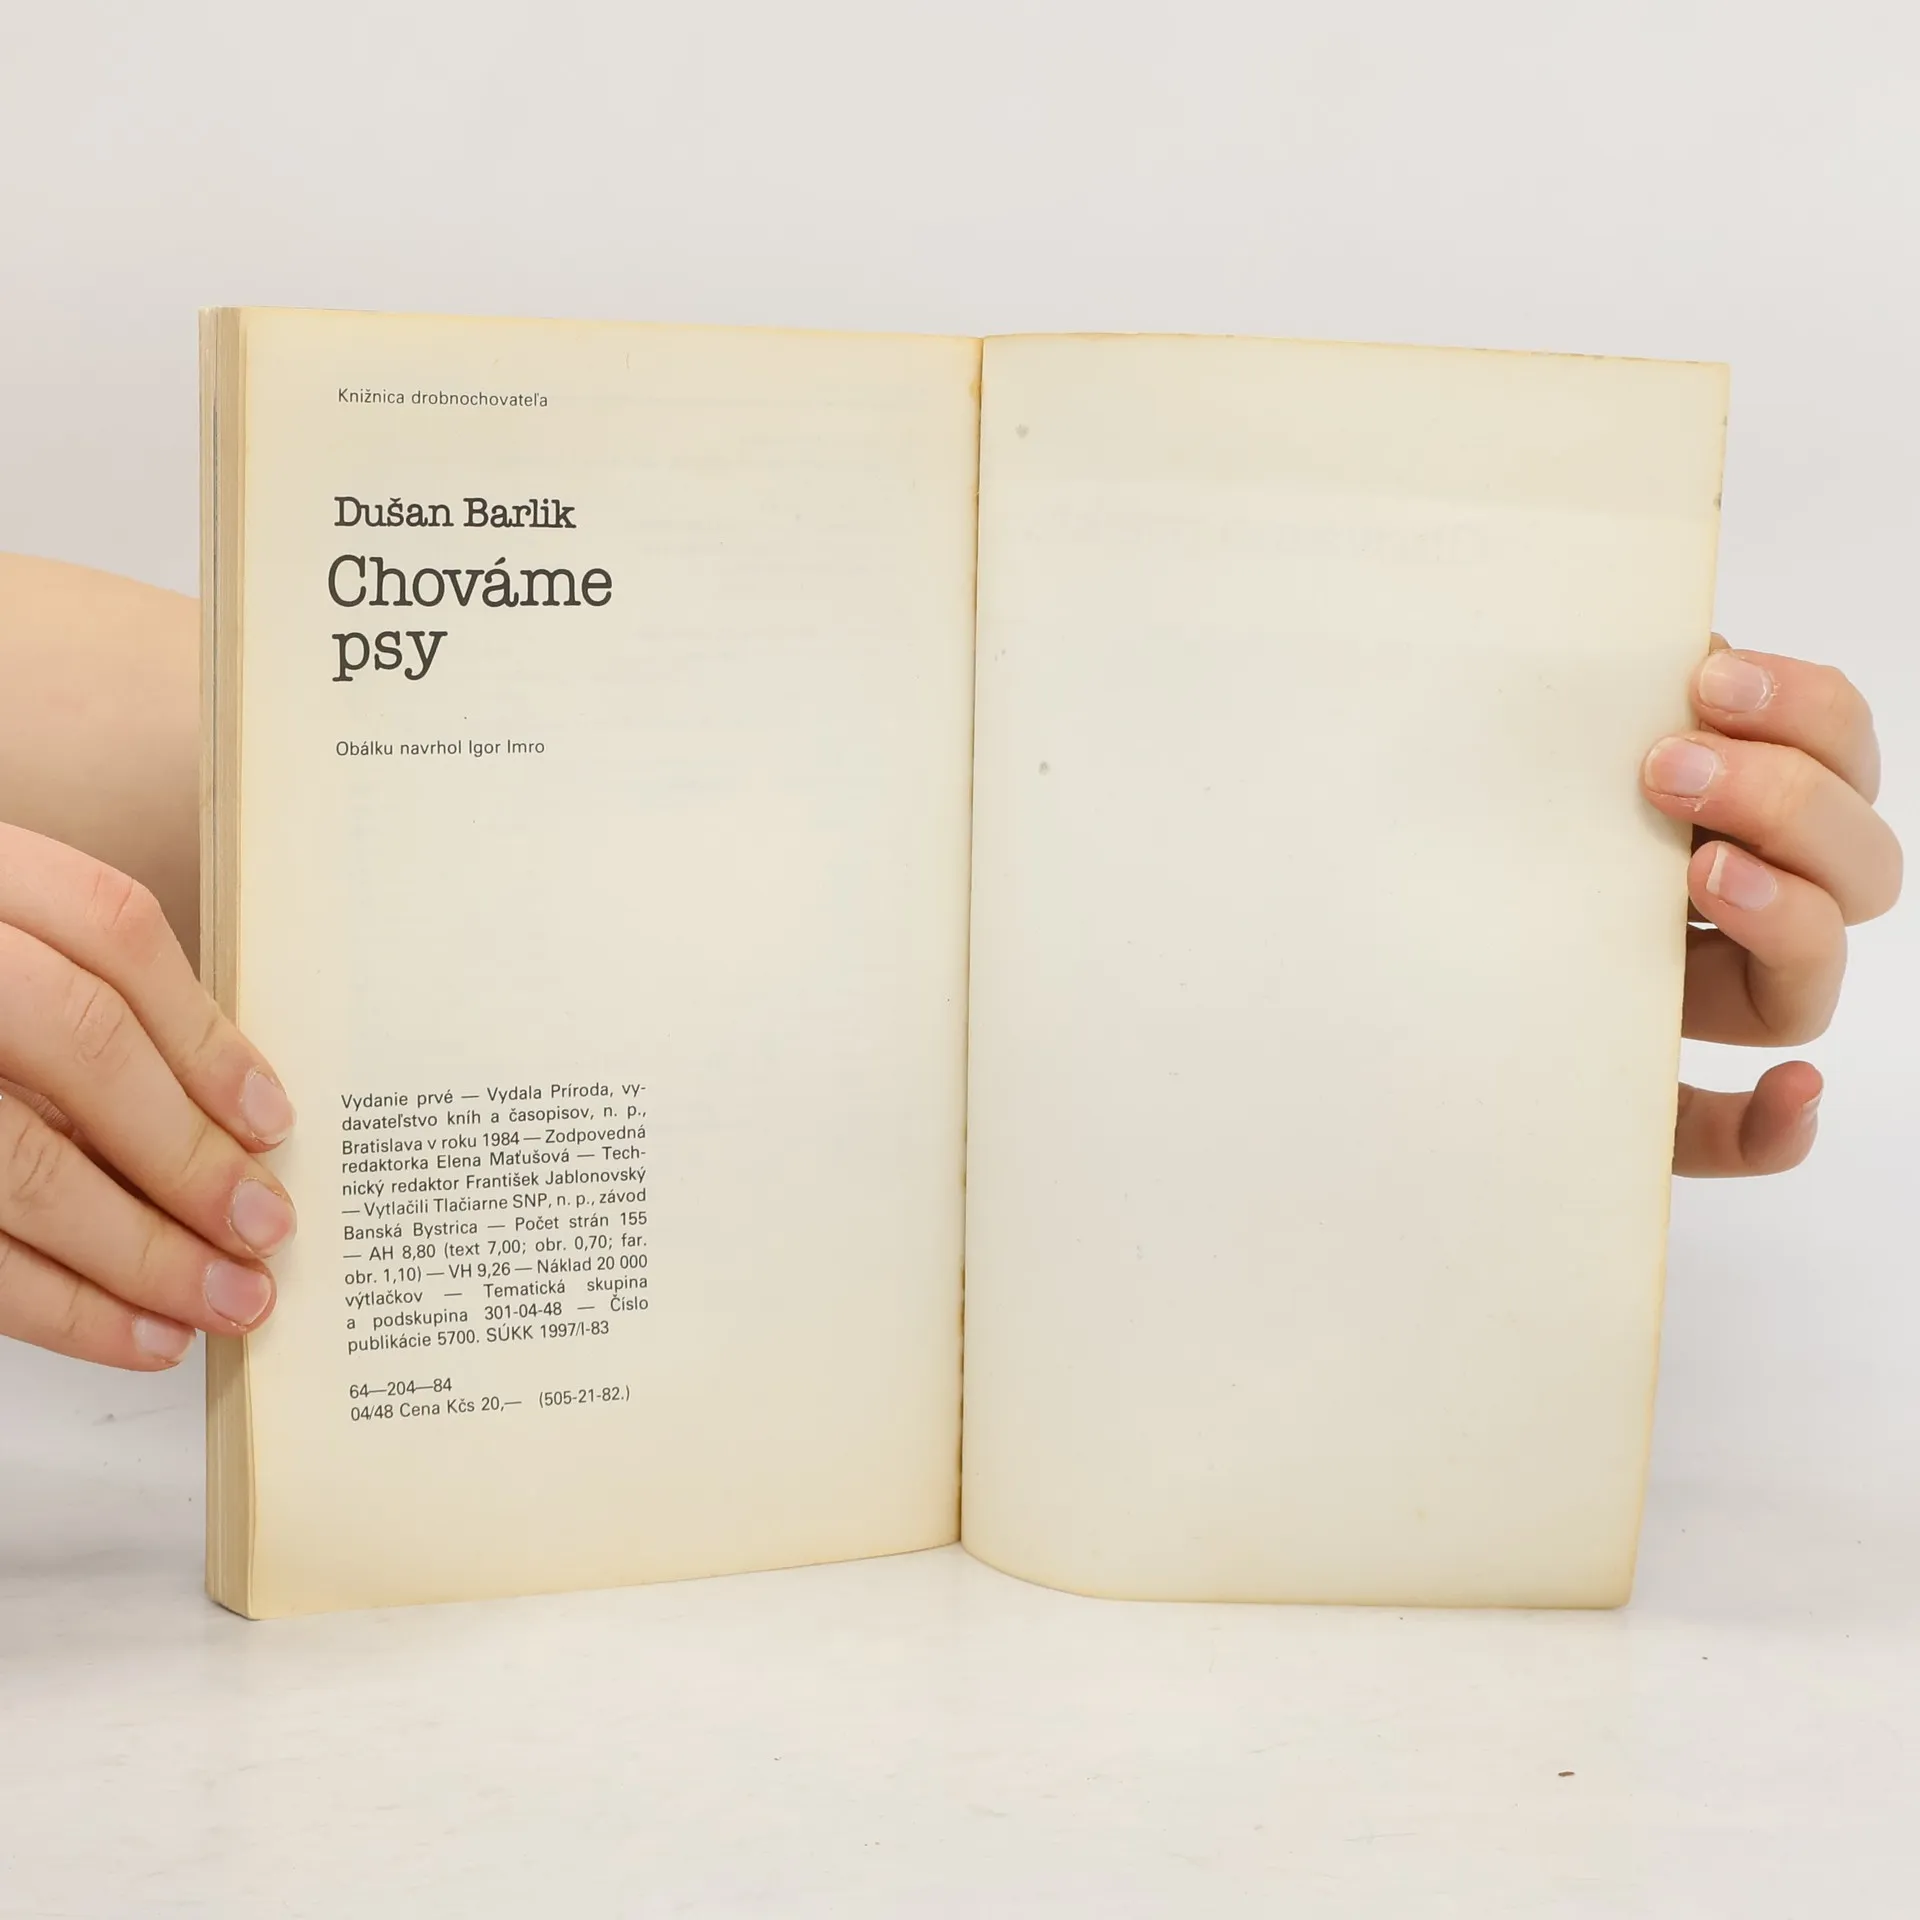 Knižnica drobnochovateľa
Dušan Barlik
Chováme
psy
Obálku navrhol Igor Imro
Vydanie prvé — Vydala Príroda, vy-
davateľstvo kníh a časopisov, n. p.,
Bratislava v roku 1984 — Zodpovedná
redaktorka Elena Maťušová — Tech-
nický redaktor František Jablonovský
— Vytlačili Tlačiarne SNP, n. p., závod
Banská Bystrica — Počet strán 155
— AH 8,80 (text 7,00; obr. 0,70; far.
obr. 1,10) — VH 9,26 — Náklad 20 000
výtlačkov — Tematická skupina
a podskupina 301-04-48 — Číslo
publikácie 5700. SÚKK 1997/I-83
64—204—84
04/48 Cena Kčs 20,— (505-21-82.)